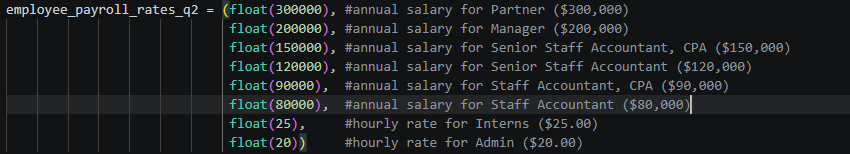 employee_payroll_rates_q2 = (float(300000), #annual salary for Partner ($300,000)
float(200000), #annual salary for Manager ($200,000)
float(150000), #annual salary for Senior Staff Accountant, CPA ($150,000)
float(120000), #annual salary for Senior Staff Accountant ($120,000)
float(90000),  #annual salary for Staff Accountant, CPA ($90,000)
float(80000),  #annual salary for Staff Accountant ($80,000)
float(25),     #hourly rate for Interns ($25.00)
float(20))     #hourly rate for Admin ($20.00)